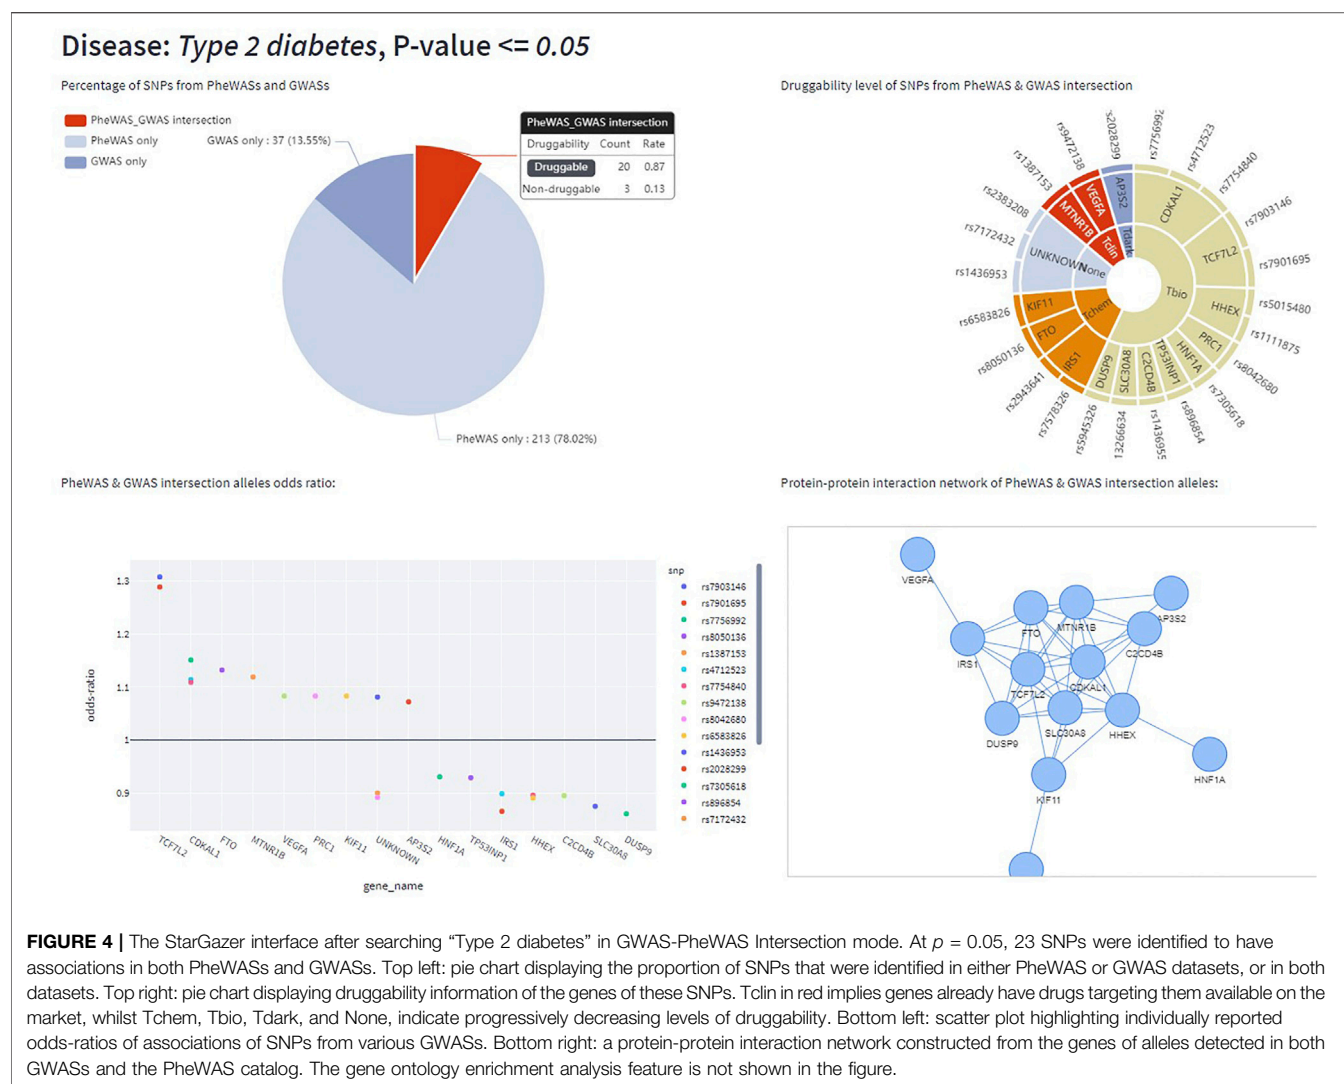 Disease: Type 2 diabetes, P-value <= 0.05
Percentage of SNPs from PheWASs and GWASs
PheWAS_GWAS intersection
PheWAS only
GWAS only
GWAS only : 37 (13.55%)
PheWAS_GWAS intersection
Druggability Count Rate
Druggable 20 0.87
Non-druggable 3 0.13
PheWAS only : 213 (78.02%)
Druggability level of SNPs from PheWAS & GWAS intersection
rs7756992
rs4712523
rs7754840
rs7903146
rs7901695
rs5015480
rs1111875
rs8042680
rs7305618
rs896854
rs1436955
13266634
rs5945326
rs7578326
rs2943641
rs8050136
rs6583826
rs1436953
rs7172432
rs2383208
rs1387153
rs9472138
s2028299
CDKAL1
TCF7L2
HHEX
PRC1
HNF1A
TP53INP1
C2CD4B
SLC30A8
DUSP9
IRS1
FTO
KIF11
UNKNOWN
MTNR1B
VEGFA
AP3S2
Tbio
Tchem
None
Tclin
Tdark
PheWAS & GWAS intersection alleles odds ratio:
odds-ratio
1.3
1.2
1.1
1
0.9
TCF7L2
CDKAL1
FTO
MTNR1B
VEGFA
PRC1
KIF11
UNKNOWN
AP3S2
HNF1A
TP53INP1
IRS1
HHEX
C2CD4B
SLC30A8
DUSP9
gene_name
snp
rs7903146
rs7901695
rs7756992
rs8050136
rs1387153
rs4712523
rs7754840
rs9472138
rs8042680
rs6583826
rs1436953
rs2028299
rs7305618
rs896854
rs7172432
Protein-protein interaction network of PheWAS & GWAS intersection alleles:
VEGFA
FTO
MTNR1B
AP3S2
C2CD4B
IRS1
TCF7L2
CDKAL1
DUSP9
SLC30A8
HHEX
HNF1A
KIF11
FIGURE 4 | The StarGazer interface after searching “Type 2 diabetes” in GWAS-PheWAS Intersection mode. At p = 0.05, 23 SNPs were identified to have
associations in both PheWASs and GWASs. Top left: pie chart displaying the proportion of SNPs that were identified in either PheWAS or GWAS datasets, or in both
datasets. Top right: pie chart displaying druggability information of the genes of these SNPs. Tclin in red implies genes already have drugs targeting them available on the
market, whilst Tchem, Tbio, Tdark, and None, indicate progressively decreasing levels of druggability. Bottom left: scatter plot highlighting individually reported
odds-ratios of associations of SNPs from various GWASs. Bottom right: a protein-protein interaction network constructed from the genes of alleles detected in both
GWASs and the PheWAS catalog. The gene ontology enrichment analysis feature is not shown in the figure.